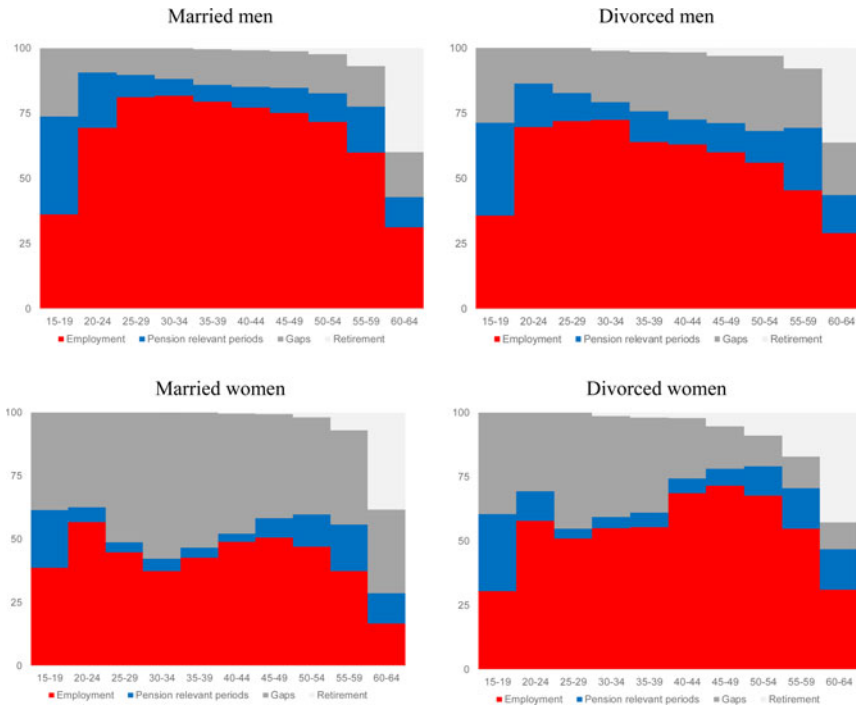 Married men
Divorced men
100
75
50
25
0
15-19 20-24 25-29 30-34 35-39 40-44 45-49 50-54 55-59 60-64
Employment Pension relevant periods Gaps Retirement
100
75
50
25
0
15-19 20-24 25-29 30-34 35-39 40-44 45-49 50-54 55-59 60-64
Employment Pension relevant periods Gaps Retirement
Married women
Divorced women
100
75
50
25
0
15-19 20-24 25-29 30-34 35-39 40-44 45-49 50-54 55-59 60-64
Employment Pension relevant periods Gaps Retirement
100
75
50
25
0
15-19 20-24 25-29 30-34 35-39 40-44 45-49 50-54 55-59 60-64
Employment Pension relevant periods Gaps Retirement